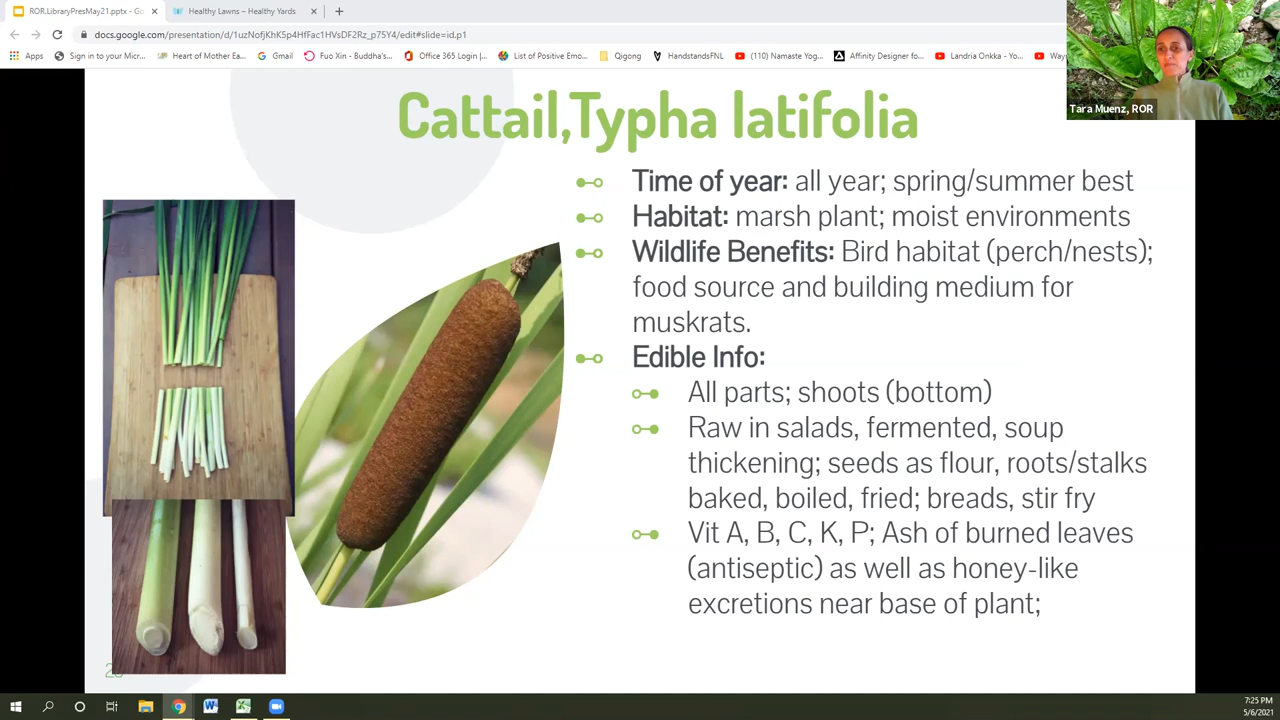 ROR.LibraryPresMay21.pptx - Go
Healthy Lawns – Healthy Yards
docs.google.com/presentation/d/1uzNofjKhK5p4HfFac1HVsDF2Rz_p75Y4/edit#slide=id.p1
Apps
Sign in to your Micr...
Heart of Mother Ea...
Gmail
Fuo Xin - Buddha's...
Office 365 Login |...
List of Positive Emo...
Qigong
HandstandsFNL
(110) Namaste Yog...
Affinity Designer fo...
Landria Onkka - Yo...
Way
Tara Muenz, ROR
Cattail,Typha latifolia
Time of year: all year; spring/summer best
Habitat: marsh plant; moist environments
Wildlife Benefits: Bird habitat (perch/nests);
food source and building medium for
muskrats.
Edible Info:
All parts; shoots (bottom)
Raw in salads, fermented, soup
thickening; seeds as flour, roots/stalks
baked, boiled, fried; breads, stir fry
Vit A, B, C, K, P; Ash of burned leaves
(antiseptic) as well as honey-like
excretions near base of plant;
7:25 PM
5/6/2021